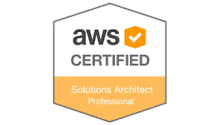 aws
CERTIFIED
Solutions Architect
Professional